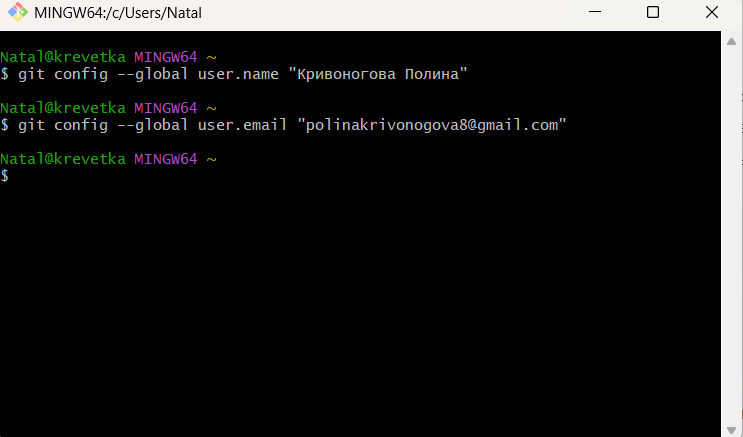 MINGW64:/c/Users/Natal
Natal@krevetka MINGW64 ~
$ git config --global user.name "Кривоногова Полина"
Natal@krevetka MINGW64 ~
$ git config --global user.email "polinakrivonogova8@gmail.com"
Natal@krevetka MINGW64 ~
$